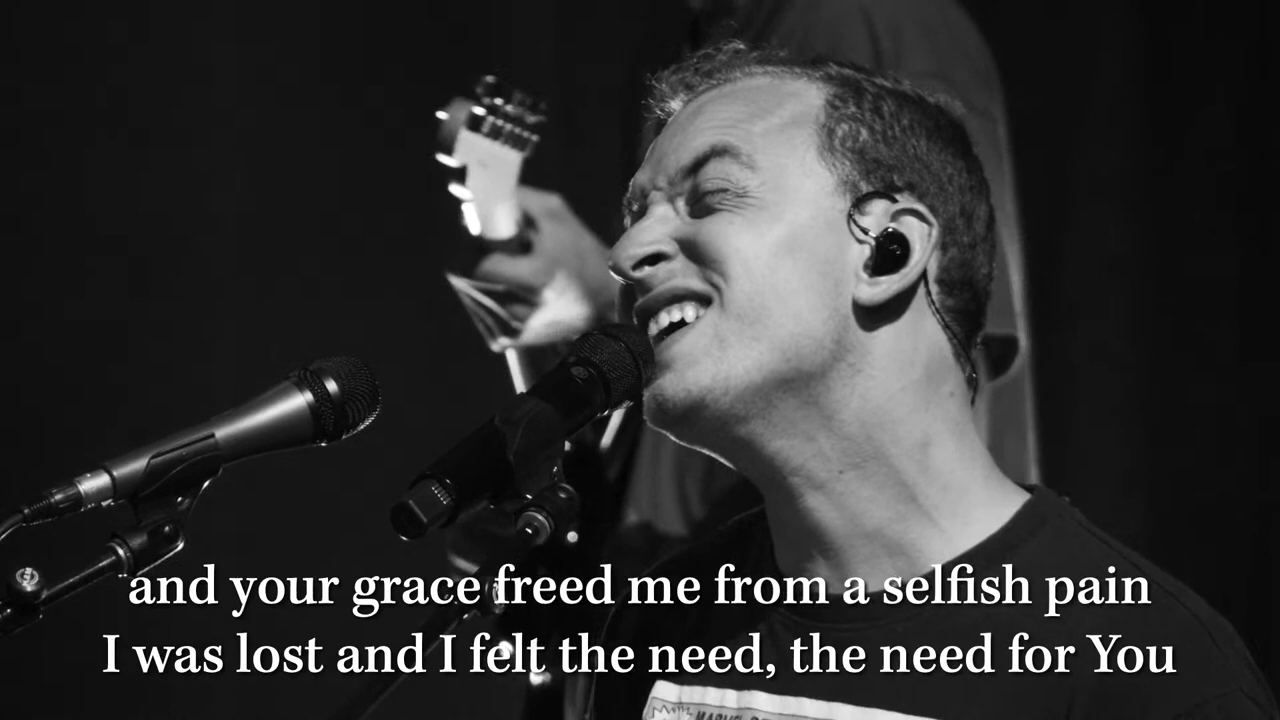 and your grace freed me from a selfish pain
I was lost and I felt the need, the need for You